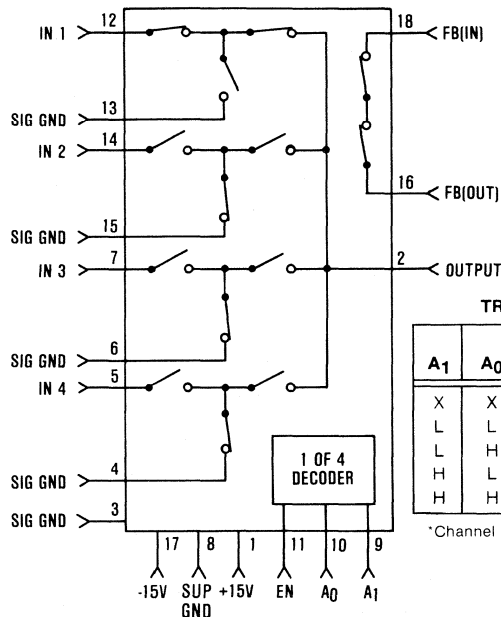 12
IN 1
18
FB(IN)
13
SIG GND
14
IN 2
16
FB(OUT)
15
SIG GND
7
IN 3
2
OUTPUT
TR
6
SIG GND
5
IN 4
A1 A0
X X
L L
L H
H L
H H
1 OF 4
DECODER
4
SIG GND
3
SIG GND
*Channel
17 8 1 11 10 9
-15V SUP GND +15V EN A0 A1